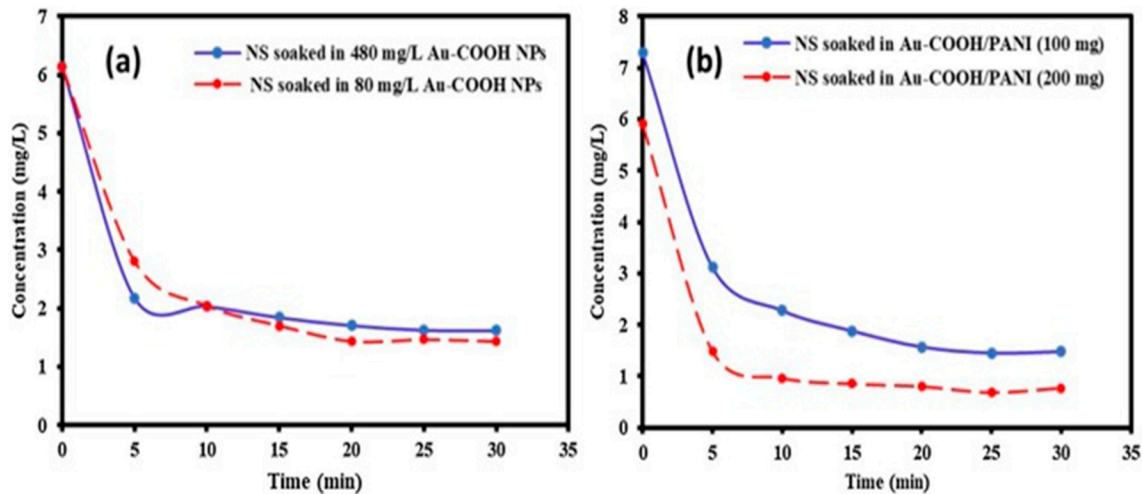 (a)
NS soaked in 480 mg/L Au-COOH NPs
NS soaked in 80 mg/L Au-COOH NPs
Concentration (mg/L)
7
6
5
4
3
2
1
0
0 5 10 15 20 25 30 35
Time (min)
(b)
NS soaked in Au-COOH/PANI (100 mg)
NS soaked in Au-COOH/PANI (200 mg)
Concentration (mg/L)
8
7
6
5
4
3
2
1
0
0 5 10 15 20 25 30 35
Time (min)